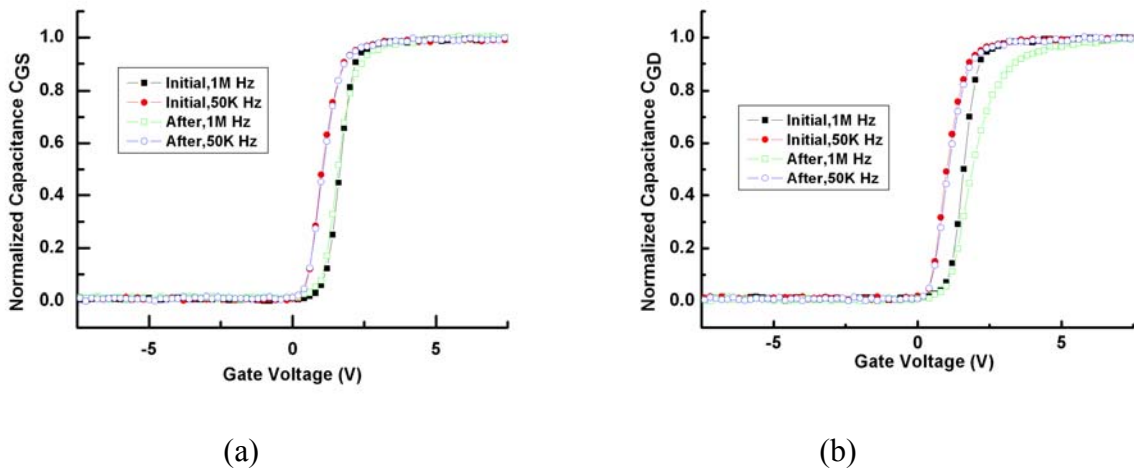 Normalized Capacitance CGS
1.0
0.8
0.6
0.4
0.2
0.0
Initial,1M Hz
Initial,50K Hz
After,1M Hz
After,50K Hz
-5
0
5
Gate Voltage (V)
(a)
Normalized Capacitance CGD
1.0
0.8
0.6
0.4
0.2
0.0
Initial,1M Hz
Initial,50K Hz
After,1M Hz
After,50K Hz
-5
0
5
Gate Voltage (V)
(b)